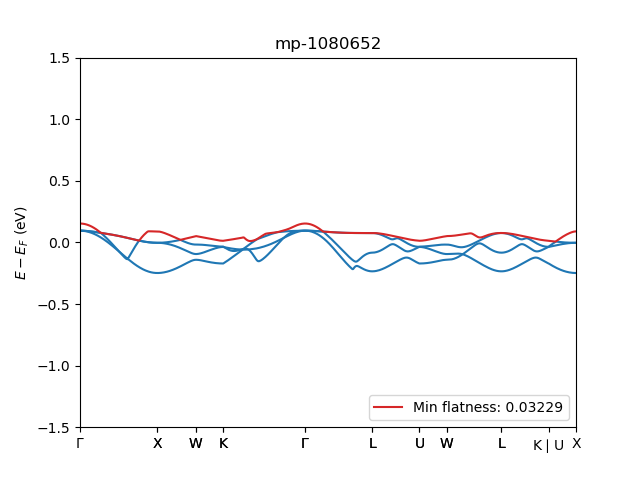 mp-1080652
E − E_F (eV)
1.5
1.0
0.5
0.0
−0.5
−1.0
−1.5
Min flatness: 0.03229
Γ X W K Γ L U W L K | U X